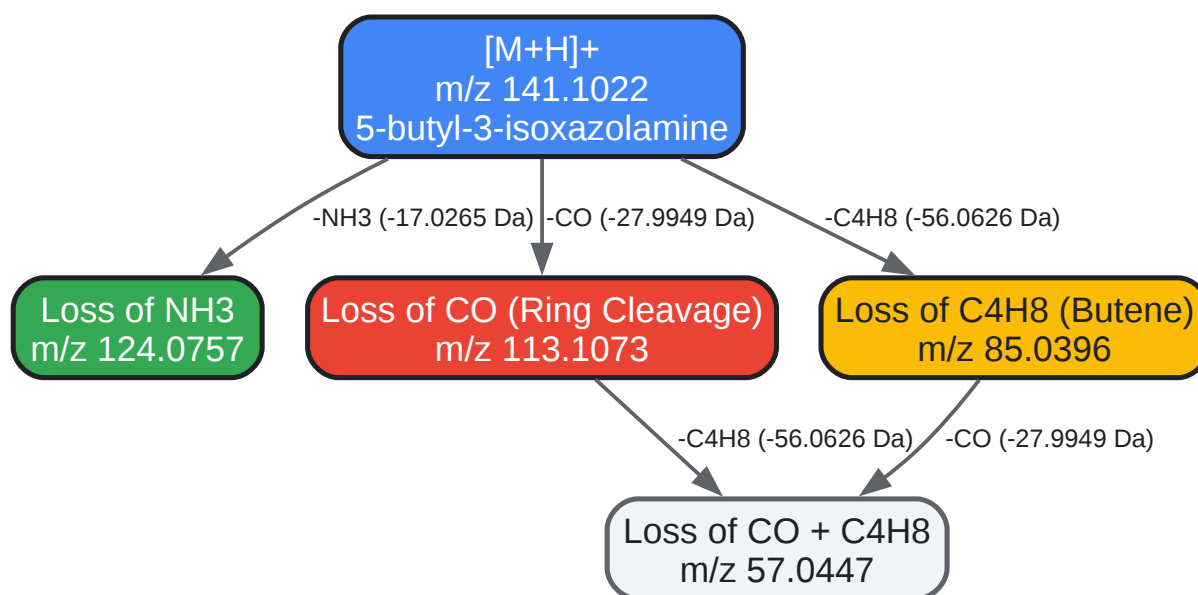 [M+H]+
m/z 141.1022
5-butyl-3-isoxazolamine
-NH3 (-17.0265 Da)
-CO (-27.9949 Da)
-C4H8 (-56.0626 Da)
Loss of NH3
m/z 124.0757
Loss of CO (Ring Cleavage)
m/z 113.1073
Loss of C4H8 (Butene)
m/z 85.0396
-C4H8 (-56.0626 Da)
-CO (-27.9949 Da)
Loss of CO + C4H8
m/z 57.0447